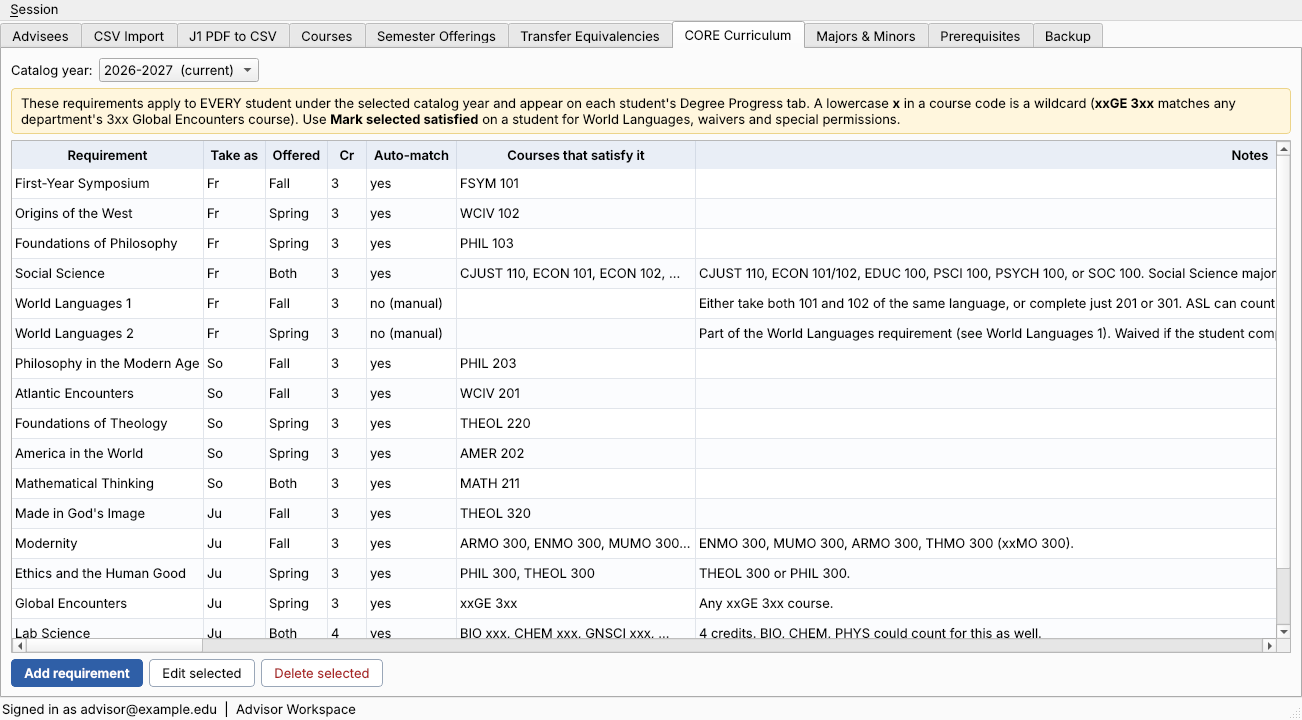 Session
Advisees CSV Import J1 PDF to CSV Courses Semester Offerings Transfer Equivalencies CORE Curriculum Majors & Minors Prerequisites Backup
Catalog year: 2026-2027 (current)
These requirements apply to EVERY student under the selected catalog year and appear on each student's Degree Progress tab. A lowercase x in a course code is a wildcard (xxGE 3xx matches any
department's 3xx Global Encounters course). Use Mark selected satisfied on a student for World Languages, waivers and special permissions.
Requirement Take as Offered Cr Auto-match Courses that satisfy it Notes
First-Year Symposium Fr Fall 3 yes FSYM 101
Origins of the West Fr Spring 3 yes WCIV 102
Foundations of Philosophy Fr Spring 3 yes PHIL 103
Social Science Fr Both 3 yes CJUST 110, ECON 101, ECON 102, ... CJUST 110, ECON 101/102, EDUC 100, PSCI 100, PSYCH 100, or SOC 100. Social Science major
World Languages 1 Fr Fall 3 no (manual) Either take both 101 and 102 of the same language, or complete just 201 or 301. ASL can count
World Languages 2 Fr Spring 3 no (manual) Part of the World Languages requirement (see World Languages 1). Waived if the student com
Philosophy in the Modern Age So Fall 3 yes PHIL 203
Atlantic Encounters So Fall 3 yes WCIV 201
Foundations of Theology So Spring 3 yes THEOL 220
America in the World So Spring 3 yes AMER 202
Mathematical Thinking So Both 3 yes MATH 211
Made in God's Image Ju Fall 3 yes THEOL 320
Modernity Ju Fall 3 yes ARMO 300, ENMO 300, MUMO 300... ENMO 300, MUMO 300, ARMO 300, THMO 300 (xxMO 300).
Ethics and the Human Good Ju Spring 3 yes PHIL 300, THEOL 300 THEOL 300 or PHIL 300.
Global Encounters Ju Spring 3 yes xxGE 3xx Any xxGE 3xx course.
Lab Science Ju Both 4 yes BIO xxx, CHEM xxx, GNSCI xxx, ... 4 credits. BIO, CHEM, PHYS could count for this as well.
Add requirement Edit selected Delete selected
Signed in as advisor@example.edu | Advisor Workspace